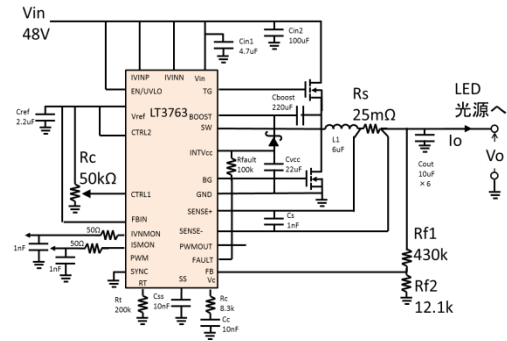 Vin
48V
Cin1
4.7uF
Cin2
100uF
IVINP
IVINN
Vin
EN/UVLO
TG
LT3763
Cref
2.2uF
Vref
CTRL2
BOOST
SW
Cboost
220uF
Rs
25mΩ
LED
光源へ
L1
6uF
Io
Vo
Cout
10uF
×6
INTVcc
Rfault
100k
Cvcc
22uF
Rc
50kΩ
CTRL1
BG
GND
FBIN
SENSE+
Cs
1nF
SENSE-
50Ω
IVNMON
50Ω
ISMON
1nF
1nF
PWM
PWMOUT
FAULT
SYNC
FB
RT
SS
Vc
Rf1
430k
Rf2
12.1k
Rt
200k
Css
10nF
Rc
8.3k
Cc
10nF